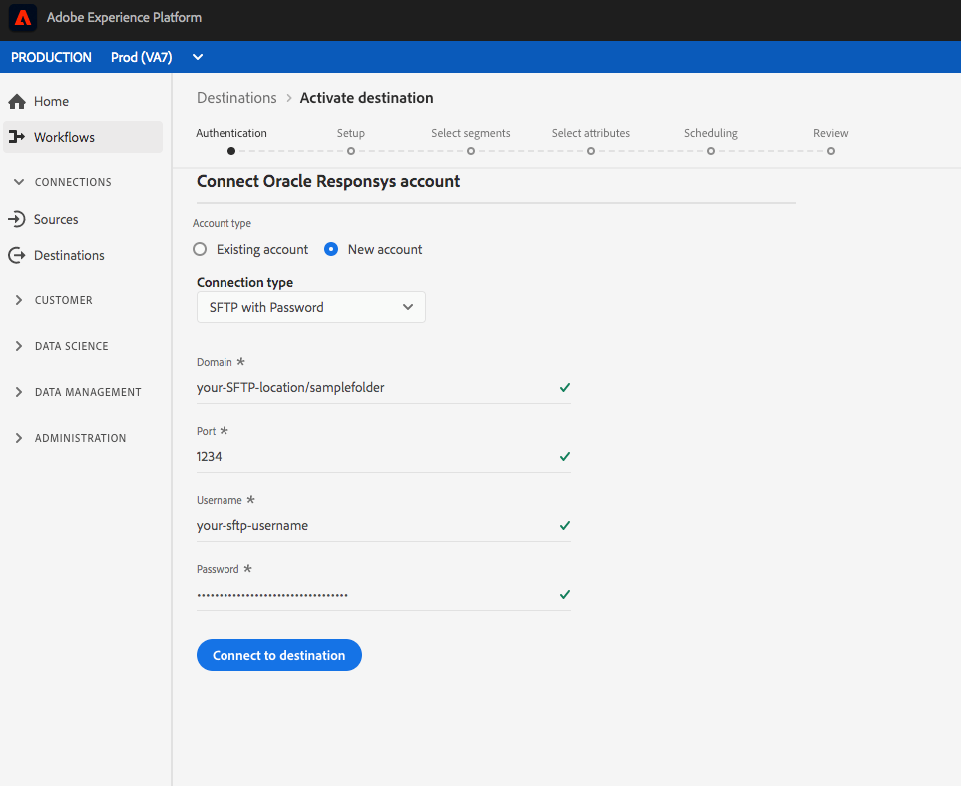 Adobe Experience Platform
PRODUCTION Prod (VA7)
Home
Workflows
CONNECTIONS
Sources
Destinations
CUSTOMER
DATA SCIENCE
DATA MANAGEMENT
ADMINISTRATION
Destinations > Activate destination
Authentication Setup Select segments Select attributes Scheduling Review
Connect Oracle Responsys account
Account type
Existing account New account
Connection type
SFTP with Password
Domain *
your-SFTP-location/samplefolder
Port *
1234
Username *
your-sftp-username
Password *
••••••••••••••••••••••••••••••••••
Connect to destination